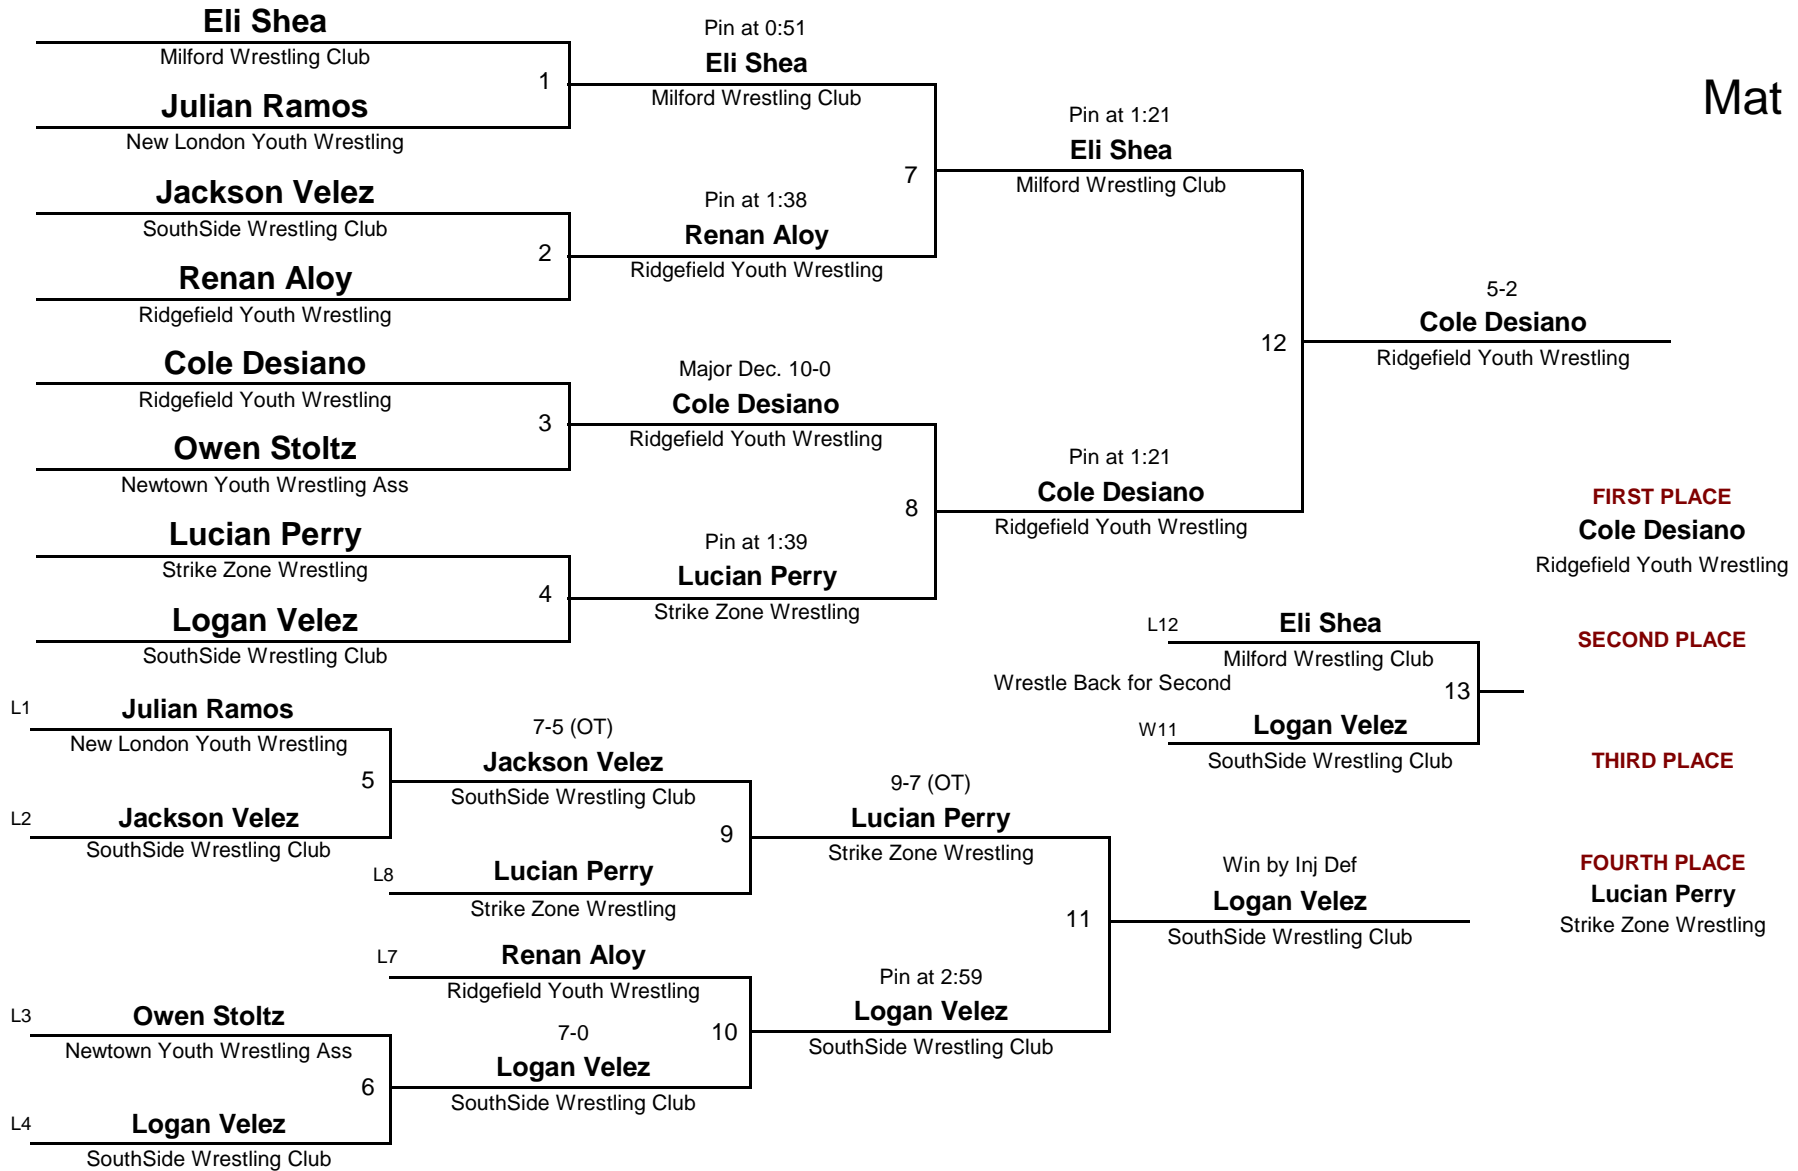 Eli Shea
Milford Wrestling Club
1
Julian Ramos
New London Youth Wrestling
Jackson Velez
SouthSide Wrestling Club
2
Renan Aloy
Ridgefield Youth Wrestling
Cole Desiano
Ridgefield Youth Wrestling
3
Owen Stoltz
Newtown Youth Wrestling Ass
Lucian Perry
Strike Zone Wrestling
4
Logan Velez
SouthSide Wrestling Club
Pin at 0:51
Eli Shea
Milford Wrestling Club
7
Pin at 1:38
Renan Aloy
Ridgefield Youth Wrestling
Major Dec. 10-0
Cole Desiano
Ridgefield Youth Wrestling
8
Pin at 1:39
Lucian Perry
Strike Zone Wrestling
Pin at 1:21
Eli Shea
Milford Wrestling Club
12
Pin at 1:21
Cole Desiano
Ridgefield Youth Wrestling
Mat
5-2
Cole Desiano
Ridgefield Youth Wrestling
L1
Julian Ramos
New London Youth Wrestling
5
L2
Jackson Velez
SouthSide Wrestling Club
L3
Owen Stoltz
Newtown Youth Wrestling Ass
6
L4
Logan Velez
SouthSide Wrestling Club
7-5 (OT)
Jackson Velez
SouthSide Wrestling Club
9
L8
Lucian Perry
Strike Zone Wrestling
L7
Renan Aloy
Ridgefield Youth Wrestling
10
7-0
Logan Velez
SouthSide Wrestling Club
9-7 (OT)
Lucian Perry
Strike Zone Wrestling
11
Pin at 2:59
Logan Velez
SouthSide Wrestling Club
Win by Inj Def
Logan Velez
SouthSide Wrestling Club
L12
Eli Shea
Milford Wrestling Club
Wrestle Back for Second
13
W11
Logan Velez
SouthSide Wrestling Club
FIRST PLACE
Cole Desiano
Ridgefield Youth Wrestling
SECOND PLACE
THIRD PLACE
FOURTH PLACE
Lucian Perry
Strike Zone Wrestling